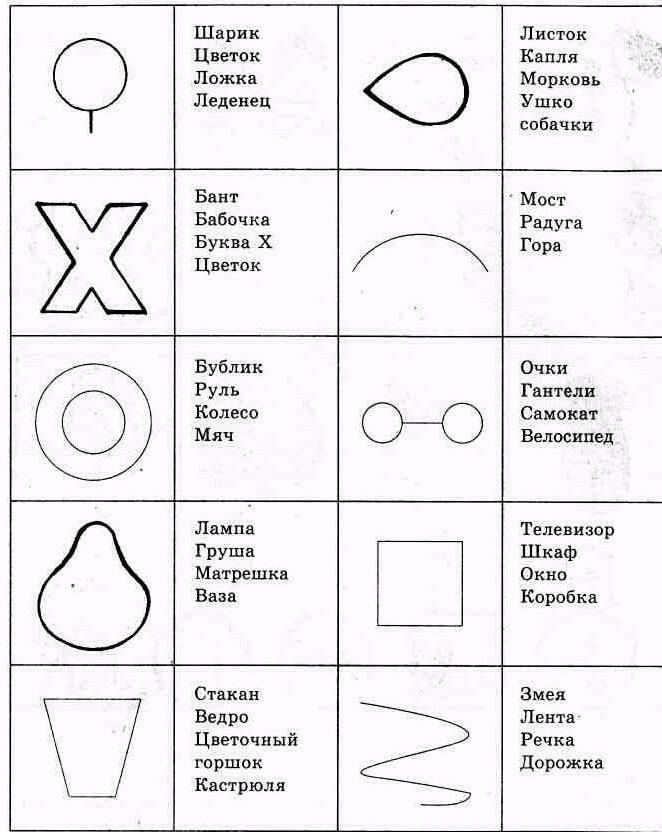 Шарик
Цветок
Ложка
Леденец
Листок
Капля
Морковь
Ушко
собачки
Бант
Бабочка
Буква Х
Цветок
Мост
Радуга
Гора
Бублик
Руль
Колесо
Мяч
Очки
Гантели
Самокат
Велосипед
Лампа
Груша
Матрешка
Ваза
Телевизор
Шкаф
Окно
Коробка
Стакан
Ведро
Цветочный
горшок
Кастрюля
Змея
Лента
Речка
Дорожка